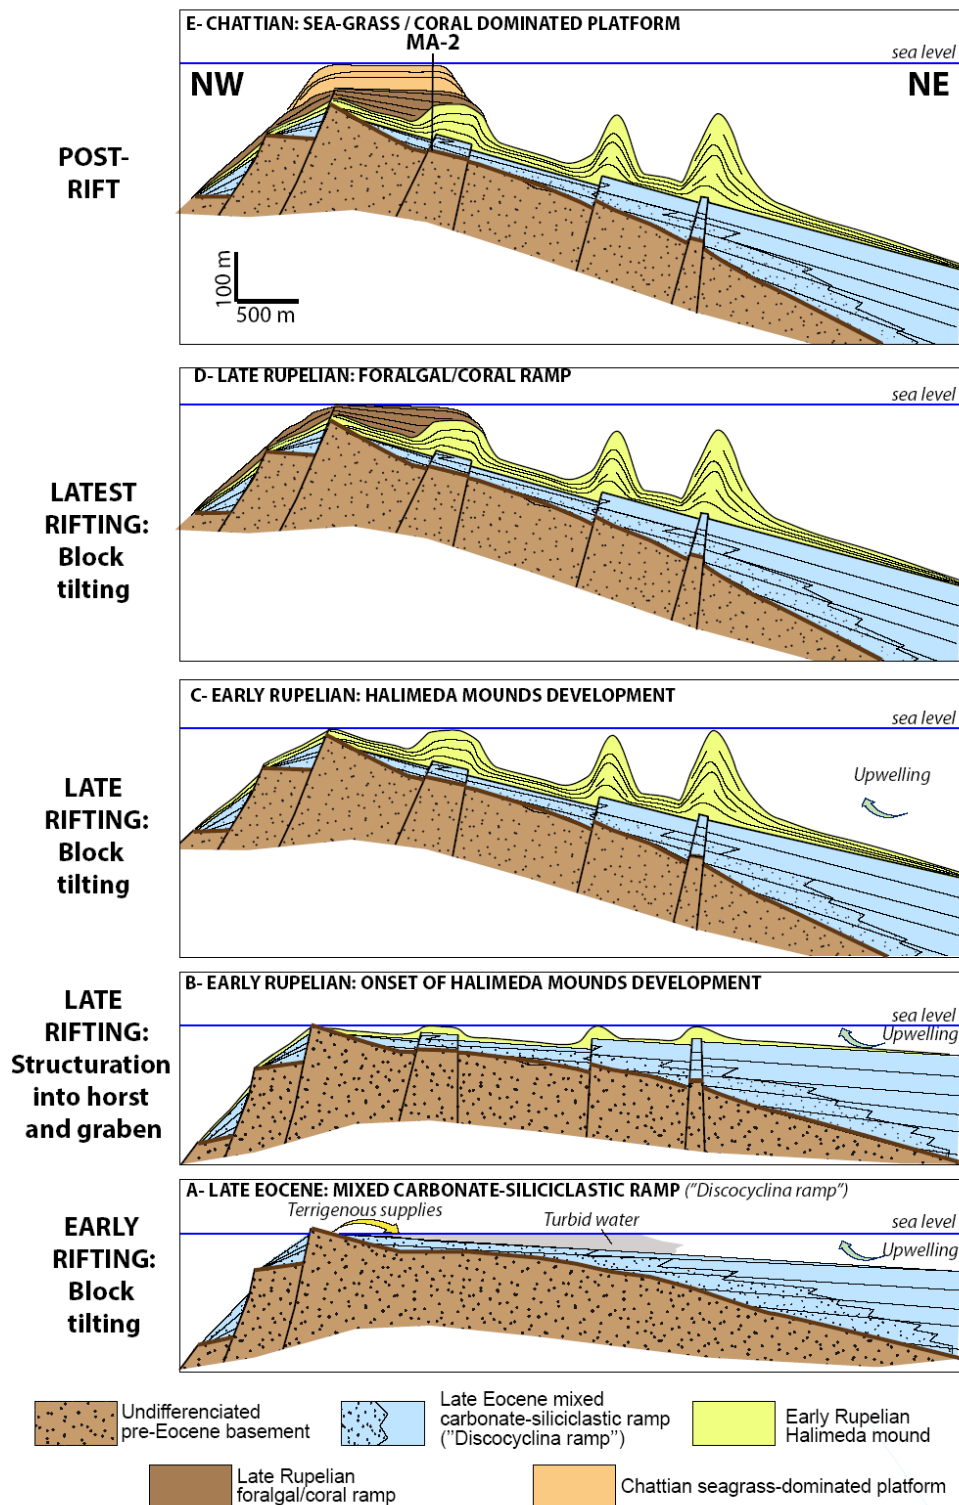 E- CHATTIAN: SEA-GRASS / CORAL DOMINATED PLATFORM
MA-2
sea level
NW
NE
POST-
RIFT
100 m
500 m
D- LATE RUPELIAN: FORALGAL/CORAL RAMP
sea level
LATEST
RIFTING:
Block
tilting
C- EARLY RUPELIAN: HALIMEDA MOUNDS DEVELOPMENT
sea level
Upwelling
LATE
RIFTING:
Block
tilting
B- EARLY RUPELIAN: ONSET OF HALIMEDA MOUNDS DEVELOPMENT
sea level
Upwelling
LATE
RIFTING:
Structuration
into horst
and graben
A- LATE EOCENE: MIXED CARBONATE-SILICICLASTIC RAMP ("Discocyclina ramp")
Terrigenous supplies
Turbid water
sea level
Upwelling
EARLY
RIFTING:
Block
tilting
Undifferenciated
pre-Eocene basement
Late Eocene mixed
carbonate-siliciclastic ramp
("Discocyclina ramp")
Early Rupelian
Halimeda mound
Late Rupelian
foralgal/coral ramp
Chattian seagrass-dominated platform